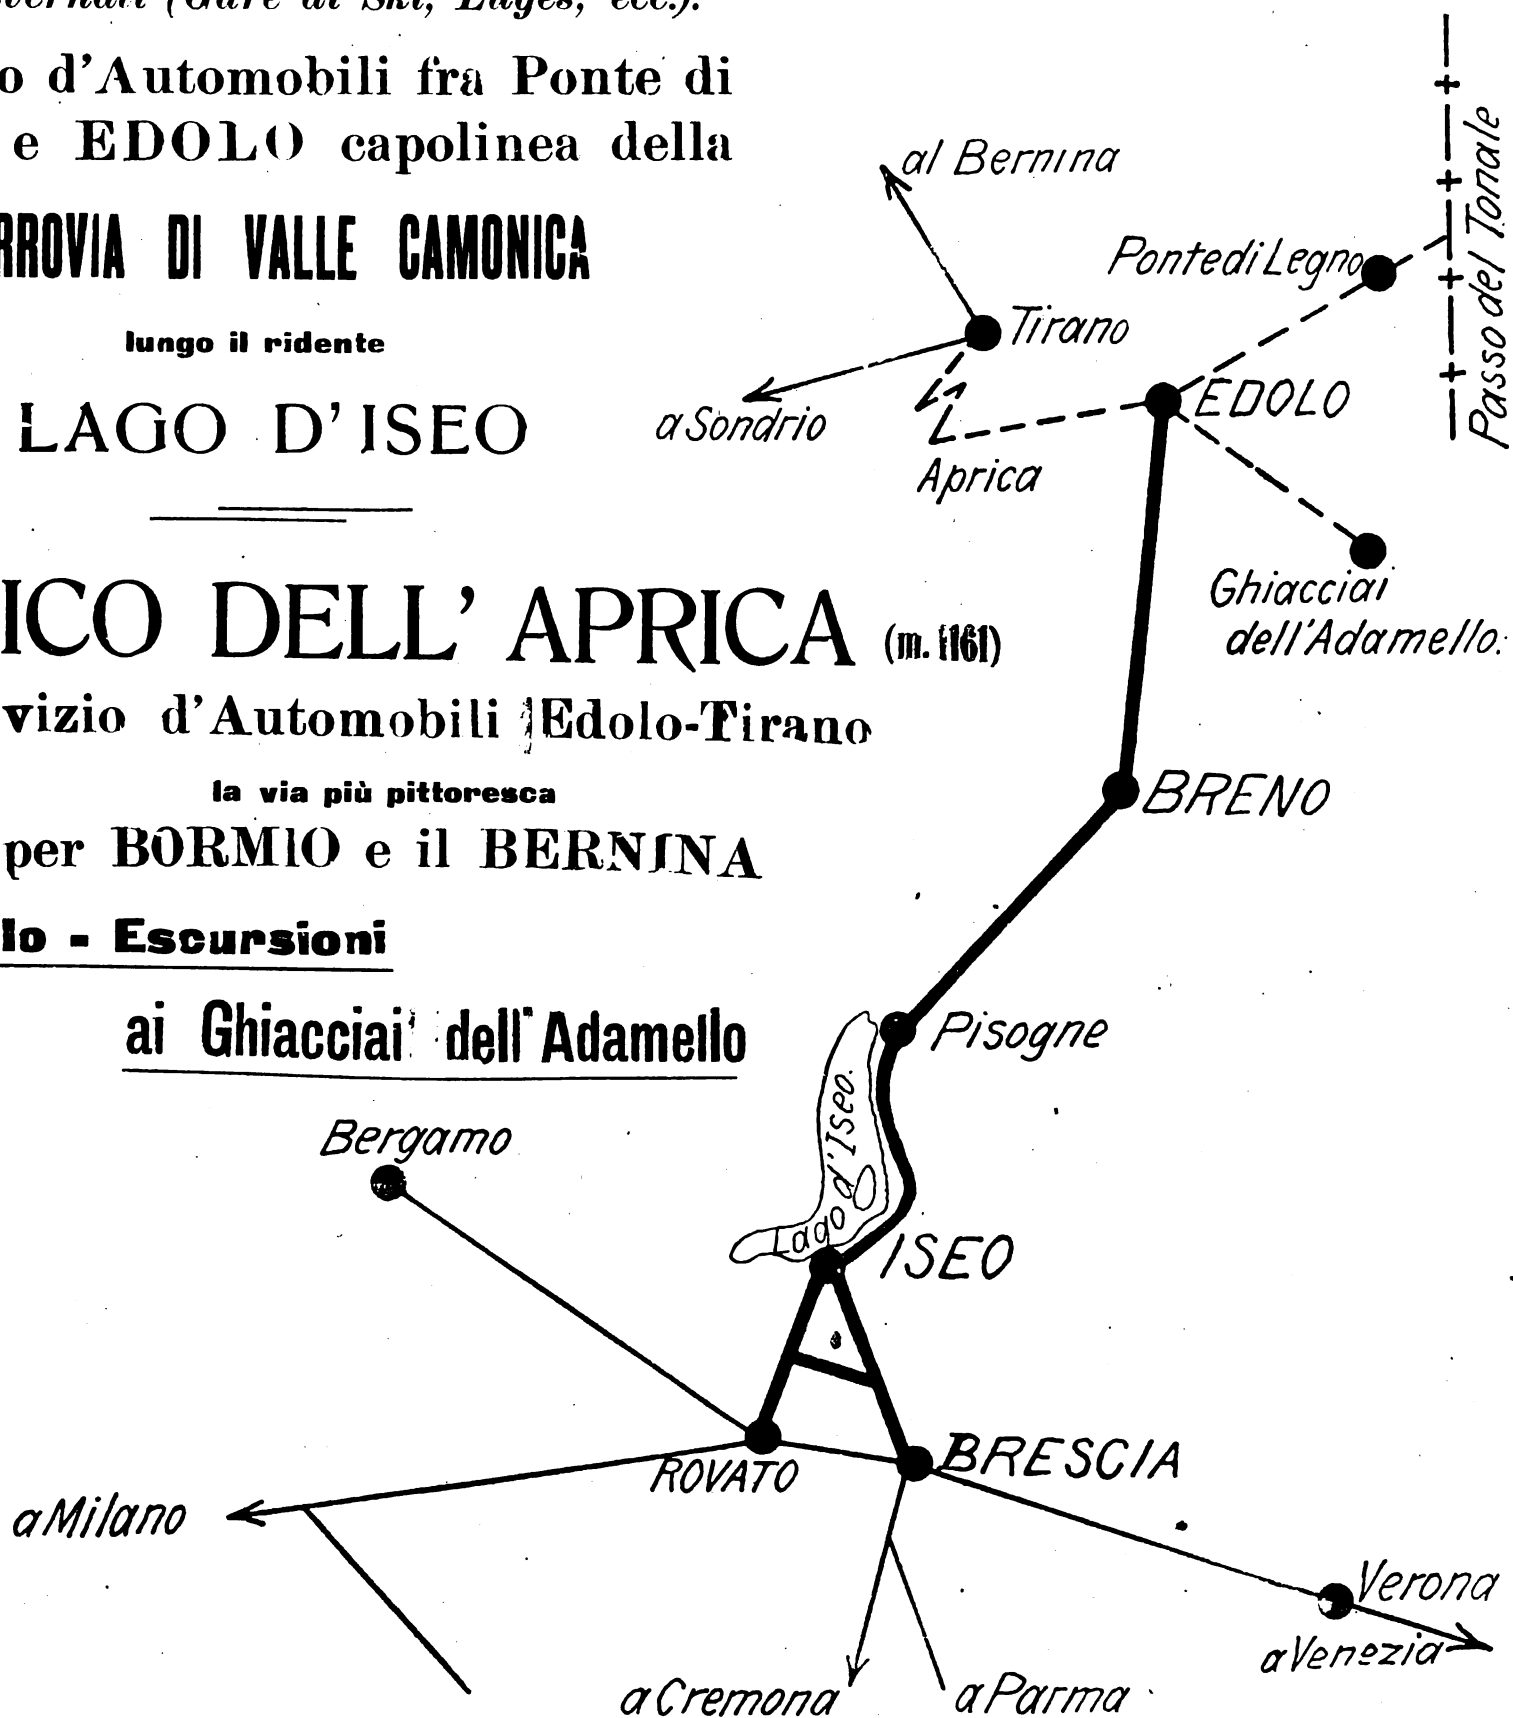 o d'Automobili fra Ponte di
e EDOLO capolinea della
RROVIA DI VALLE CAMONICA
lungo il ridente
LAGO D'ISEO
ICO DELL'APRICA (m. 1161)
vizio d'Automobili Edolo-Tirano
la via più pittoresca
per BORMIO e il BERNINA
lo - Escursioni
ai Ghiacciai dell'Adamello
al Bernina
Passo del Tonale
Ponte di Legno
Tirano
EDOLO
a Sondrio
Aprica
Ghiacciai
dell'Adamello.
BRENO
Pisogne
Lago d'Iseo.
Bergamo
ISEO
ROVATO
BRESCIA
a Milano
Verona
a Venezia
a Cremona
a Parma